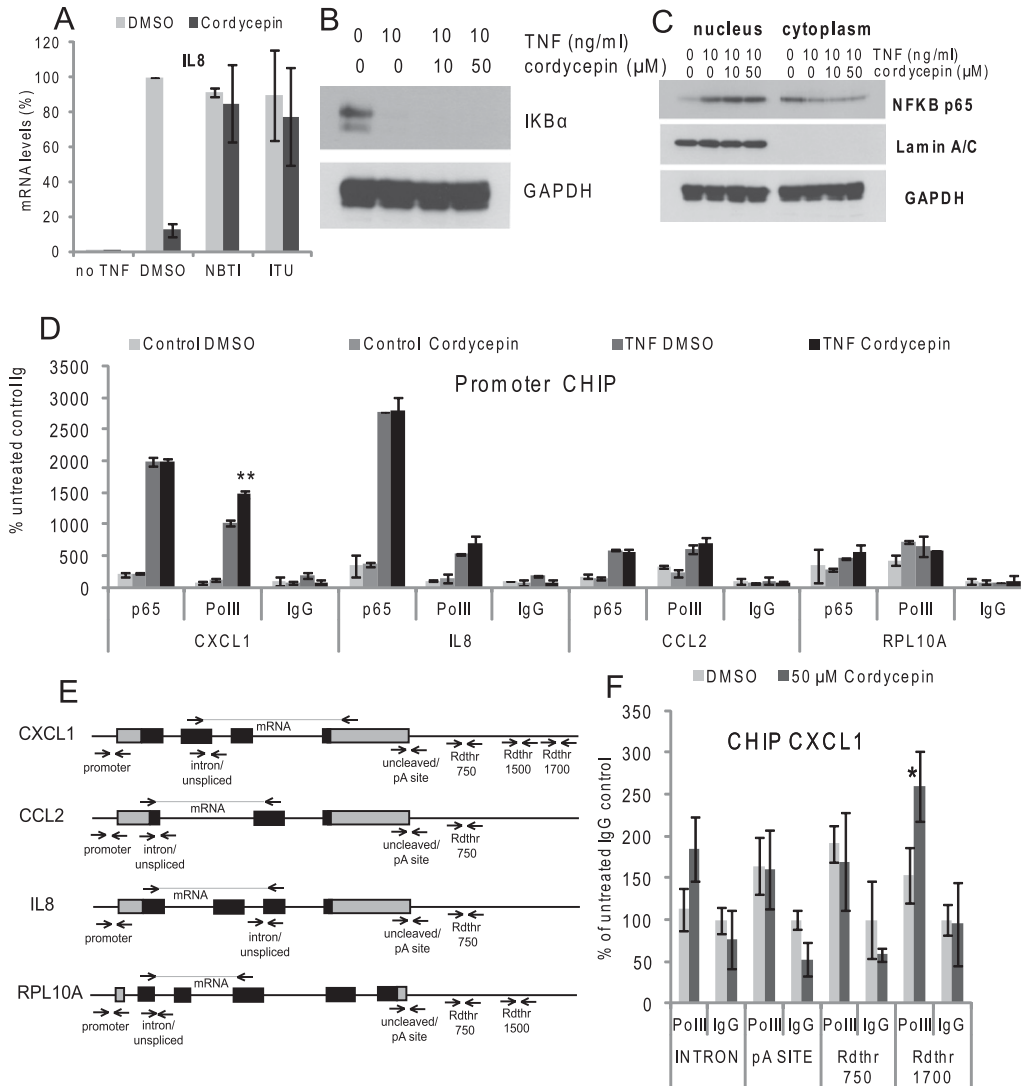 A
DMSO Cordycepin
IL8
mRNA levels (%)
120
100
80
60
40
20
0
no TNF DMSO NBTI ITU
B
0 10 10 10 TNF (ng/ml)
0 0 10 50 cordycepin (µM)
IKBα
GAPDH
C
nucleus cytoplasm
0 10 10 10 0 10 10 10 TNF (ng/ml)
0 0 10 50 0 0 10 50 cordycepin (µM)
NFKB p65
Lamin A/C
GAPDH
D
Control DMSO Control Cordycepin TNF DMSO TNF Cordycepin
Promoter CHIP
% untreated control Ig
3500
3000
2500
2000
1500
1000
500
0
**
p65 PolII IgG p65 PolII IgG p65 PolII IgG p65 PolII IgG
CXCL1 IL8 CCL2 RPL10A
E
CXCL1
mRNA
promoter
intron/
unspliced
uncleaved/
pA site
Rdthr
750
Rdthr
1500
Rdthr
1700
CCL2
mRNA
promoter
intron/
unspliced
uncleaved/
pA site
Rdthr
750
IL8
mRNA
promoter
intron/
unspliced
uncleaved/
pA site
Rdthr
750
RPL10A
mRNA
promoter
intron/
unspliced
uncleaved/
pA site
Rdthr
750
Rdthr
1500
F
DMSO 50 µM Cordycepin
CHIP CXCL1
% of untreated IgG control
350
300
250
200
150
100
50
0
*
PolII IgG PolII IgG PolII IgG PolII IgG
INTRON pA SITE Rdthr 750 Rdthr 1700